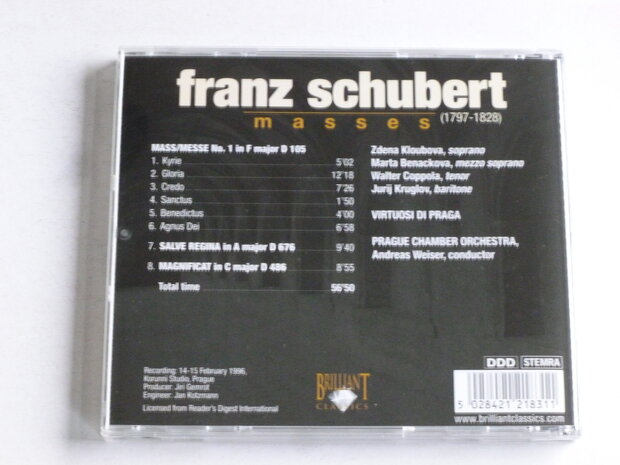 franz schubert
masses (1797-1828)
MASS/MESSE No. 1 in F major D 105
1. Kyrie 5'02
2. Gloria 12'18
3. Credo 7'26
4. Sanctus 1'50
5. Benedictus 4'00
6. Agnus Dei 6'58
7. SALVE REGINA in A major D 676 9'40
8. MAGNIFICAT in C major D 486 8'55
Total time 56'50
Zdena Kloubova, soprano
Marta Benackova, mezzo soprano
Walter Coppola, tenor
Jurij Kruglov, baritone
VIRTUOSI DI PRAGA
PRAGUE CHAMBER ORCHESTRA,
Andreas Weiser, conductor
Recording: 14-15 February 1996,
Korunni Studio, Prague
Producer: Jiri Gemrot
Engineer: Jan Kotzmann
Licensed from Reader's Digest International
BRILLIANT
CLASSICS
DDD STEMRA
5 028421 218311
www.brilliantclassics.com